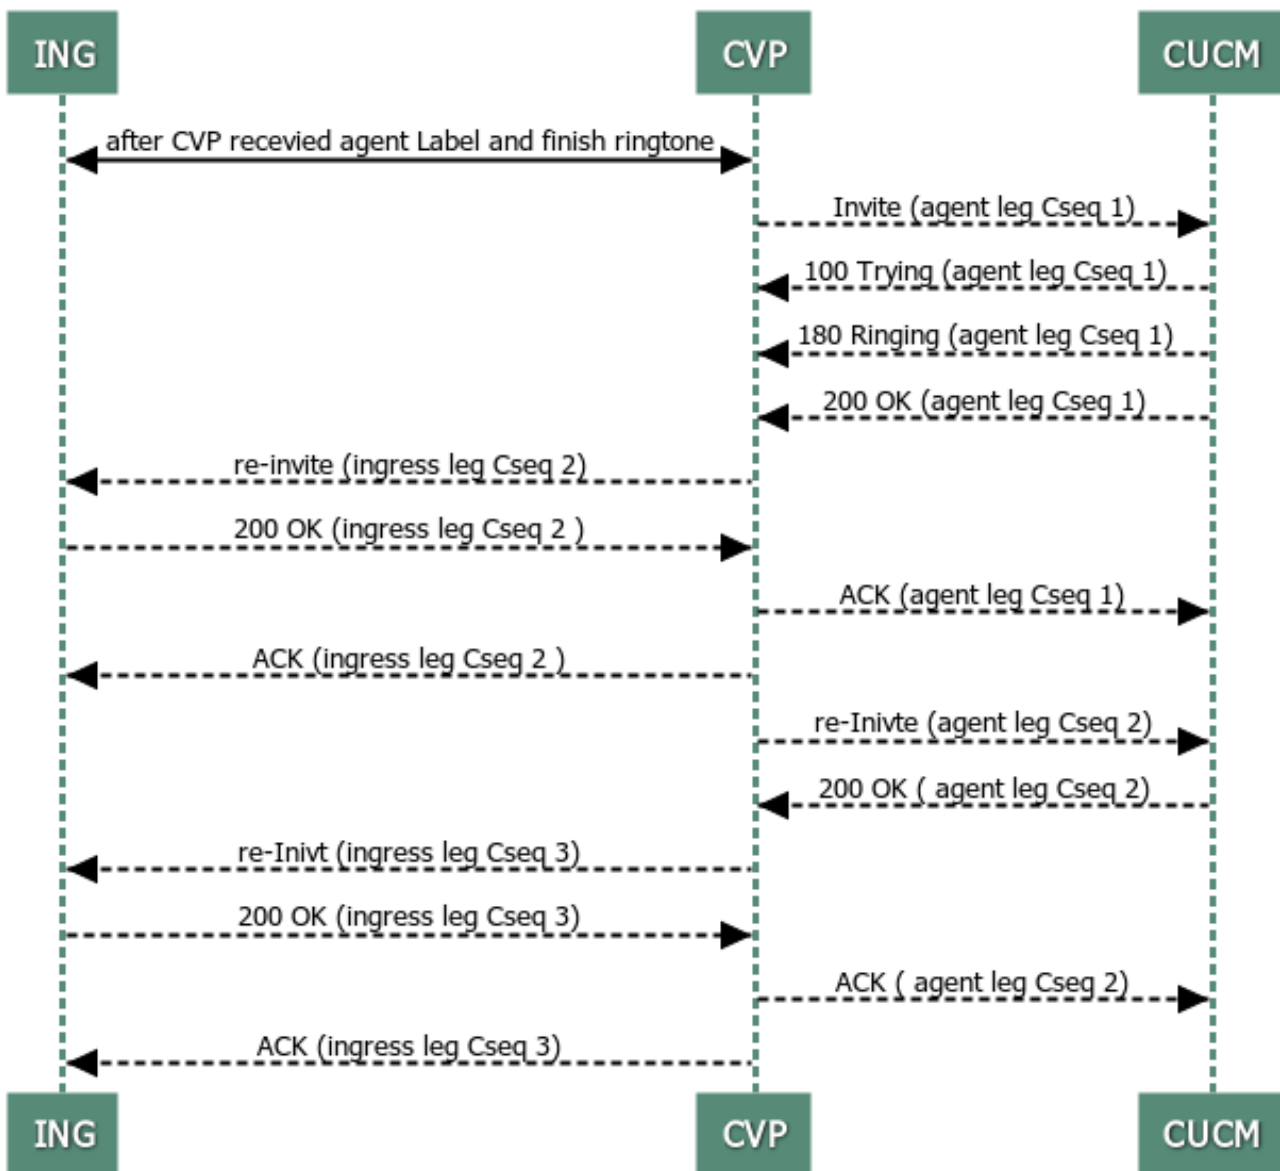 ING
CVP
CUCM
after CVP recevied agent Label and finish ringtone
Invite (agent leg Cseq 1)
100 Trying (agent leg Cseq 1)
180 Ringing (agent leg Cseq 1)
200 OK (agent leg Cseq 1)
re-invite (ingress leg Cseq 2)
200 OK (ingress leg Cseq 2 )
ACK (agent leg Cseq 1)
ACK (ingress leg Cseq 2 )
re-Inivte (agent leg Cseq 2)
200 OK ( agent leg Cseq 2)
re-Inivt (ingress leg Cseq 3)
200 OK (ingress leg Cseq 3)
ACK ( agent leg Cseq 2)
ACK (ingress leg Cseq 3)
ING
CVP
CUCM